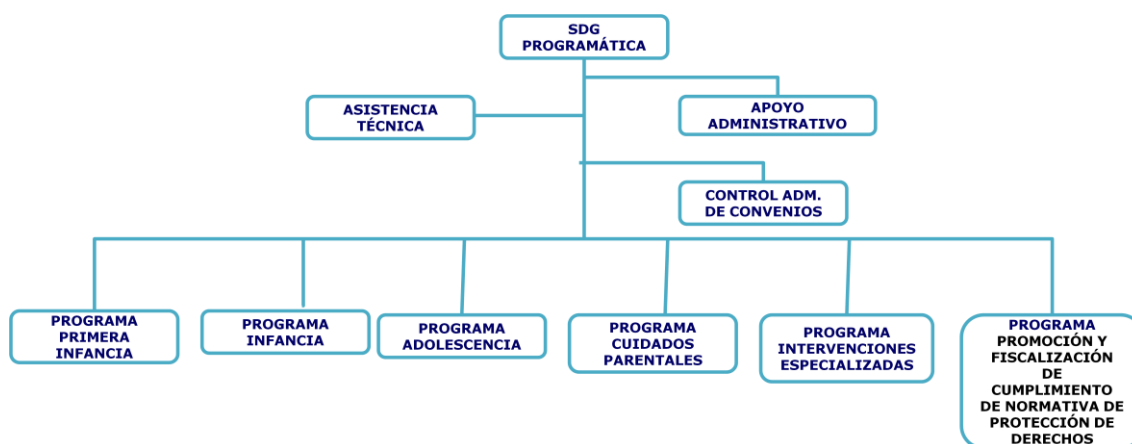 SDG
PROGRAMÁTICA
ASISTENCIA
TÉCNICA
APOYO
ADMINISTRATIVO
CONTROL ADM.
DE CONVENIOS
PROGRAMA
PRIMERA
INFANCIA
PROGRAMA
INFANCIA
PROGRAMA
ADOLESCENCIA
PROGRAMA
CUIDADOS
PARENTALES
PROGRAMA
INTERVENCIONES
ESPECIALIZADAS
PROGRAMA
PROMOCIÓN Y
FISCALIZACIÓN
DE
CUMPLIMIENTO
DE NORMATIVA DE
PROTECCIÓN DE
DERECHOS